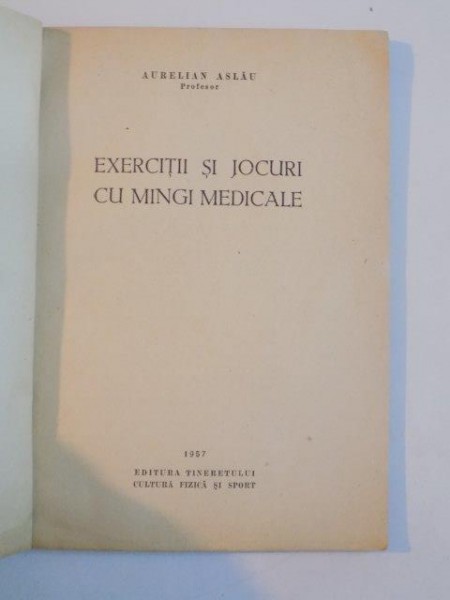 AURELIAN ASLĂU
Profesor
EXERCIȚII ȘI JOCURI
CU MINGI MEDICALE
1957
EDITURA TINERETULUI
CULTURĂ FIZICĂ ȘI SPORT